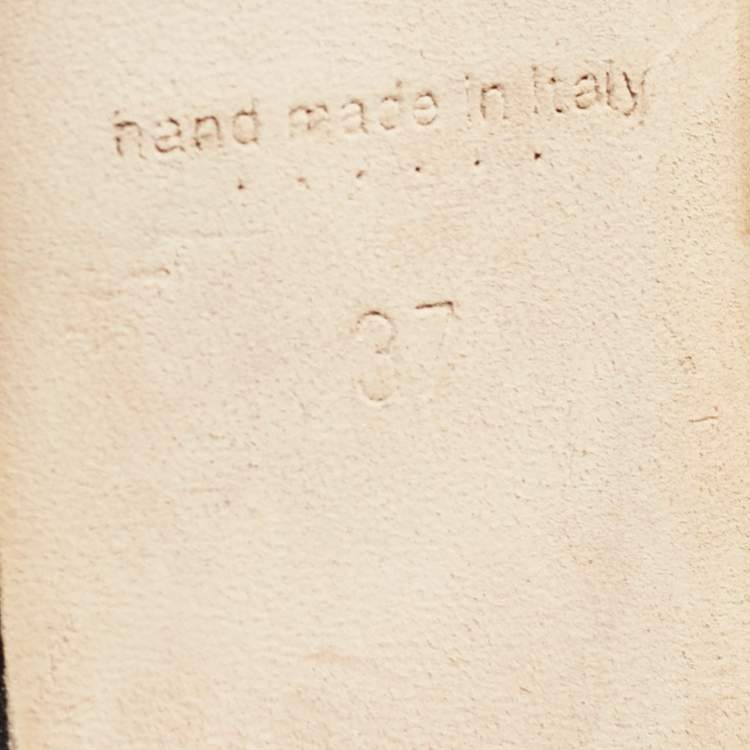 hand made in Italy
. . . . . .
37